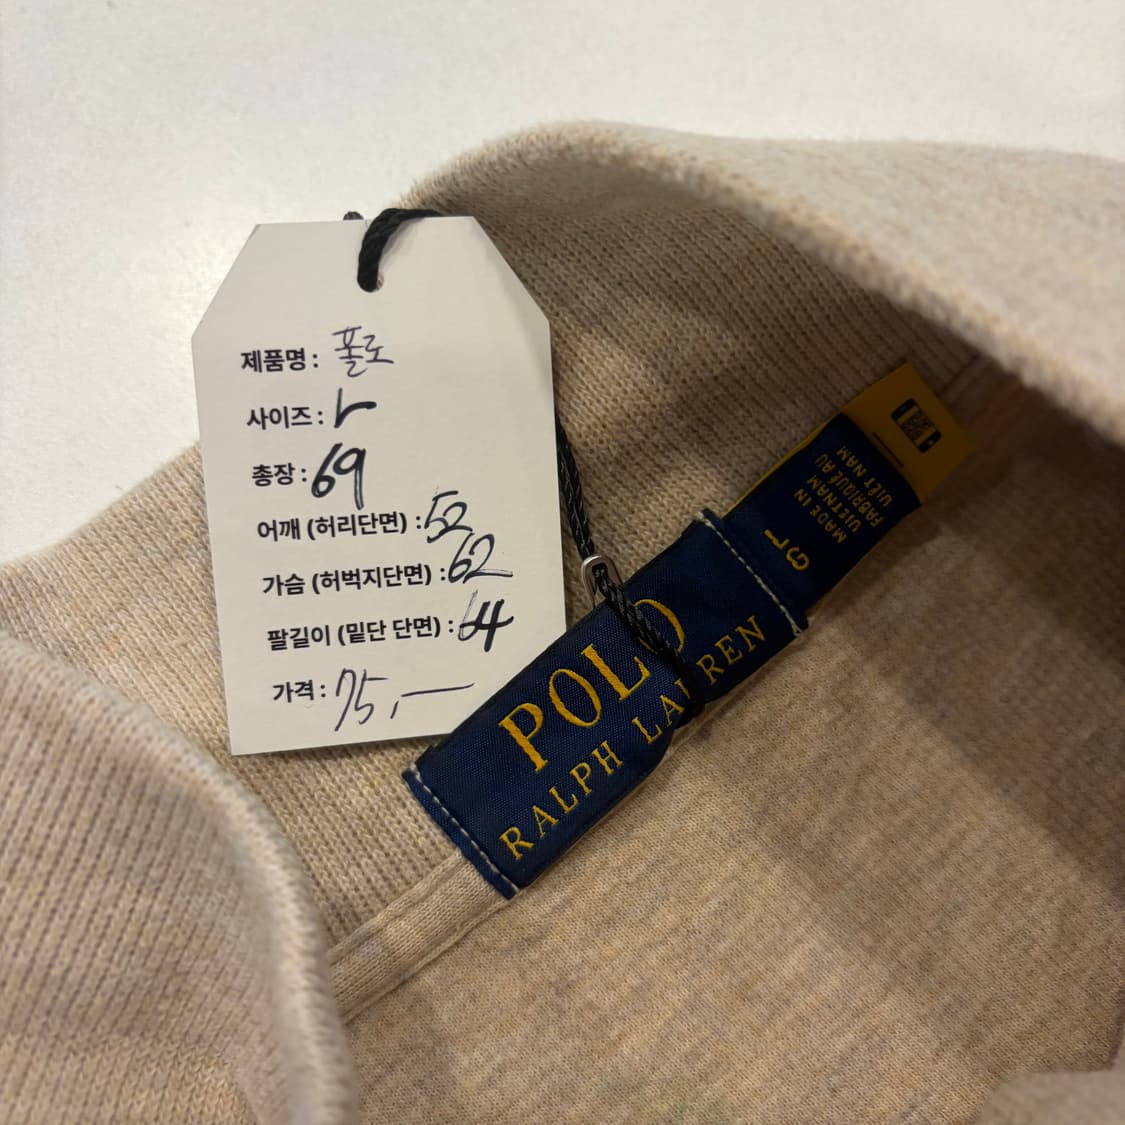 제품명 : 폴로
사이즈 : L
총장 : 69
어깨 (허리단면) : 52
가슴 (허벅지단면) : 62
팔길이 (밑단 단면) : 64
가격 : 75,—
POLO
RALPH LAUREN
MADE IN
VIETNAM
FABRIQUÉ AU
VIÊT NAM